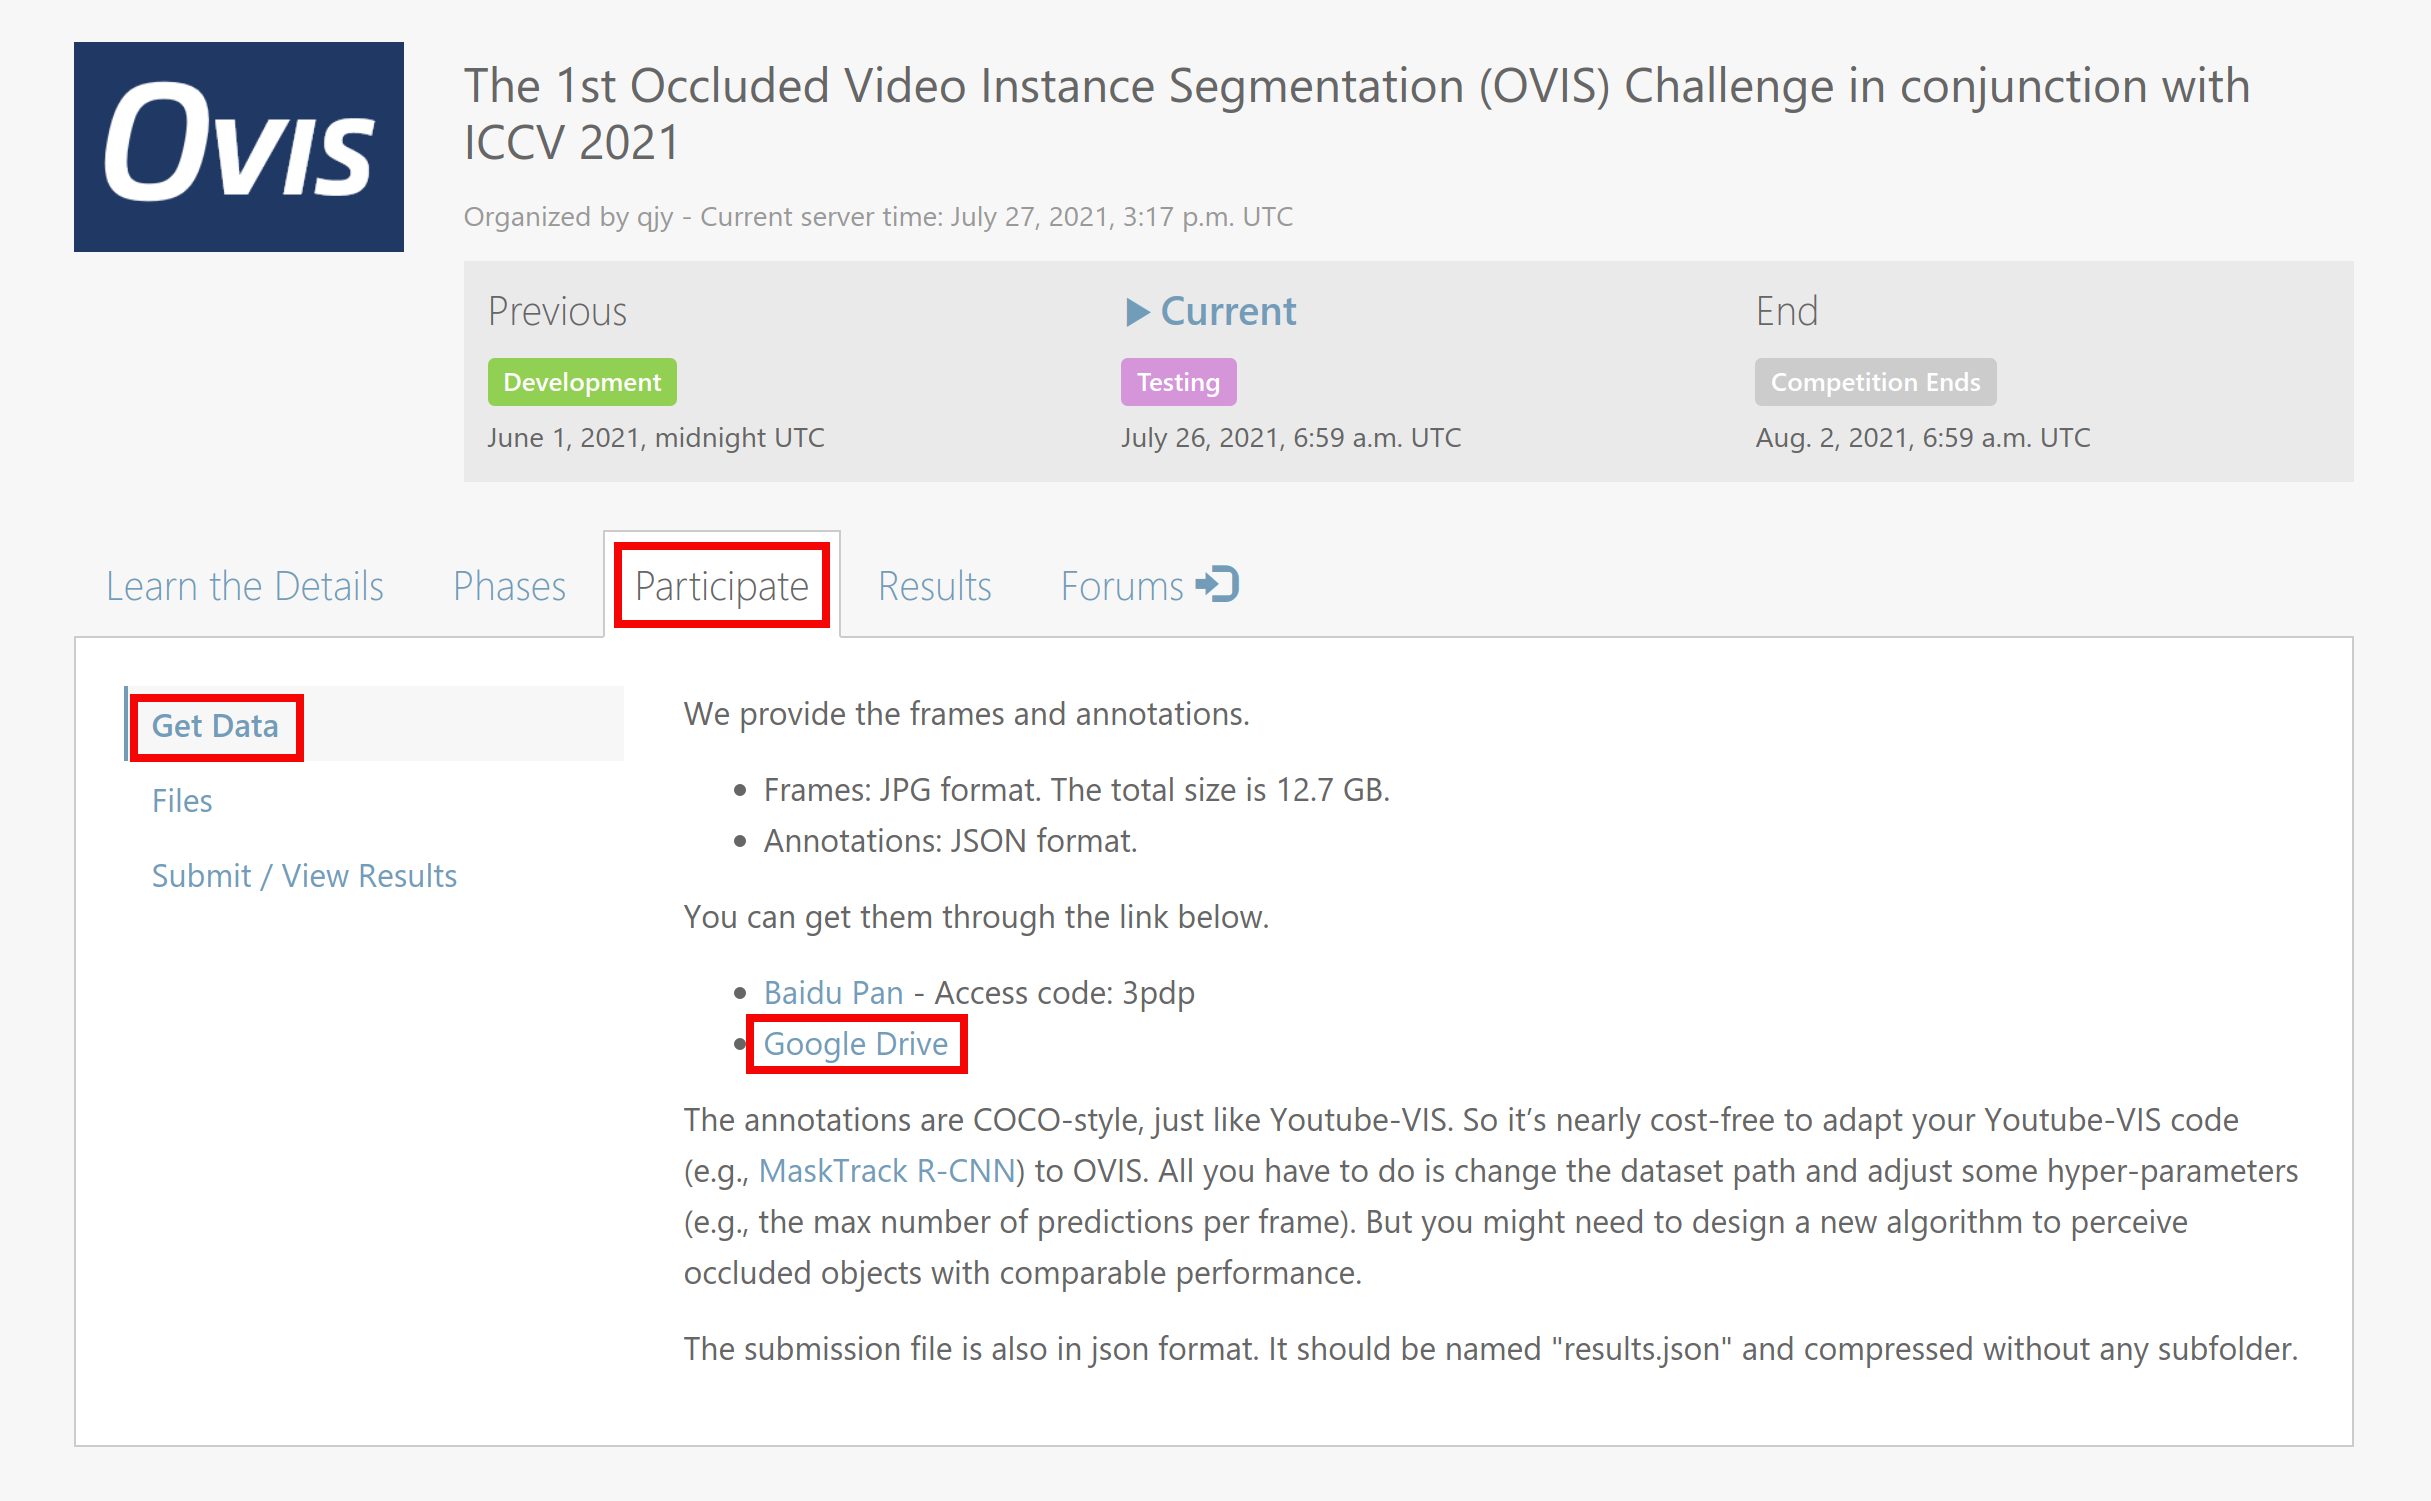 OVIS
The 1st Occluded Video Instance Segmentation (OVIS) Challenge in conjunction with
ICCV 2021
Organized by qjy - Current server time: July 27, 2021, 3:17 p.m. UTC
Previous
Current
End
Development
Testing
Competition Ends
June 1, 2021, midnight UTC
July 26, 2021, 6:59 a.m. UTC
Aug. 2, 2021, 6:59 a.m. UTC
Learn the Details
Phases
Participate
Results
Forums
Get Data
Files
Submit / View Results
We provide the frames and annotations.
• Frames: JPG format. The total size is 12.7 GB.
• Annotations: JSON format.
You can get them through the link below.
• Baidu Pan - Access code: 3pdp
• Google Drive
The annotations are COCO-style, just like Youtube-VIS. So it’s nearly cost-free to adapt your Youtube-VIS code
(e.g., MaskTrack R-CNN) to OVIS. All you have to do is change the dataset path and adjust some hyper-parameters
(e.g., the max number of predictions per frame). But you might need to design a new algorithm to perceive
occluded objects with comparable performance.
The submission file is also in json format. It should be named "results.json" and compressed without any subfolder.